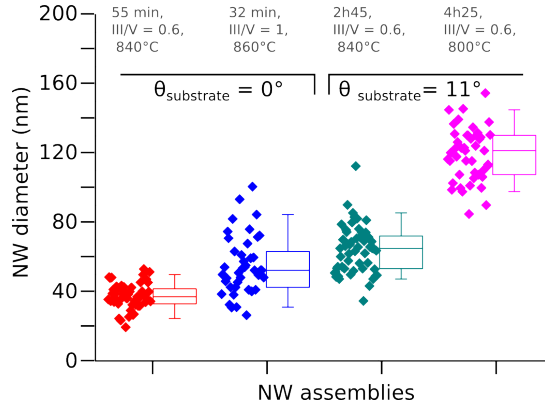 55 min,
III/V = 0.6,
840°C
32 min,
III/V = 1,
860°C
2h45,
III/V = 0.6,
840°C
4h25,
III/V = 0.6,
800°C
θsubstrate = 0°
θ substrate = 11°
NW diameter (nm)
200
160
120
80
40
0
NW assemblies